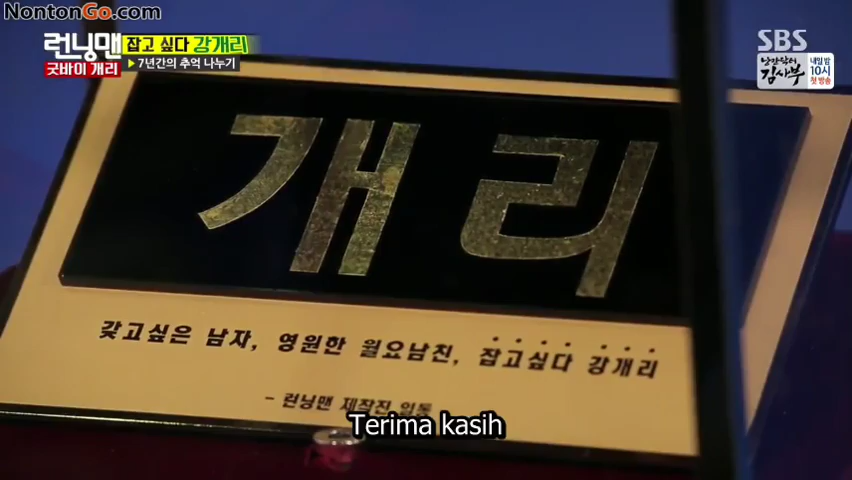 NontonGo.com
런닝맨 잡고 싶다 강개리
굿바이 개리 ▶7년간의 추억 나누기
SBS
낭만닥터 김사부
내일 밤 10시 첫 방송
개리
갖고싶은 남자, 영원한 월요남친, 잡고싶다 강개리
- 런닝맨 제작진 일동
Terima kasih